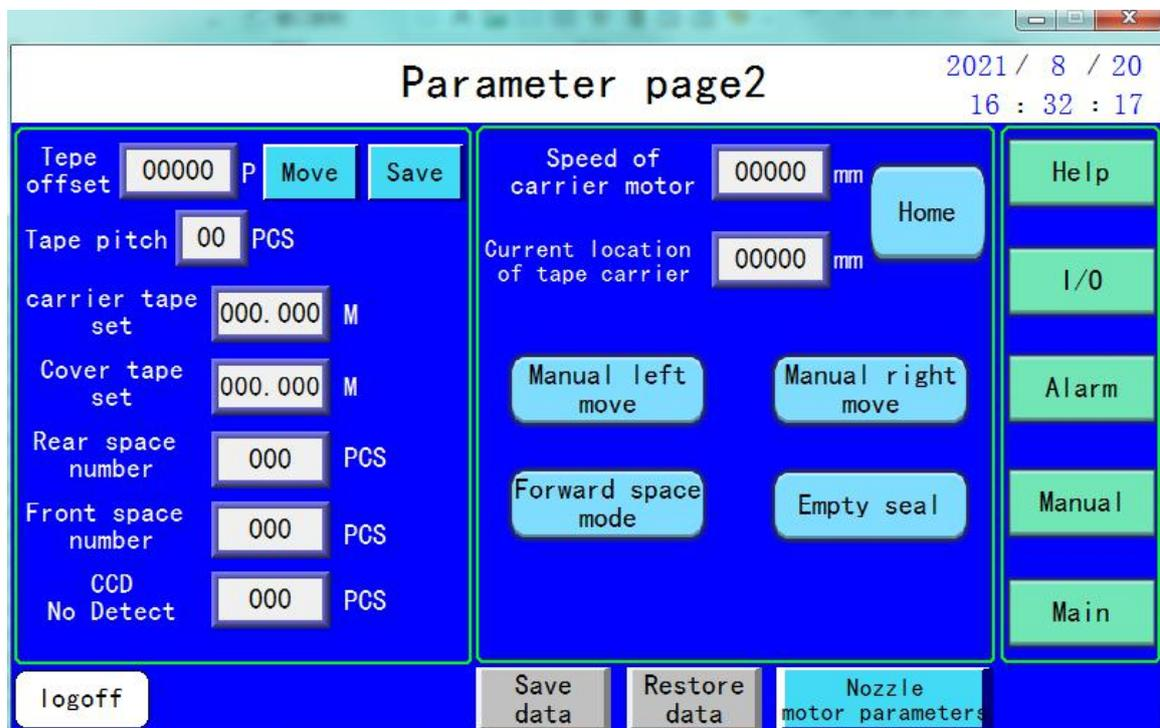 Parameter page2
2021/ 8 / 20
16 : 32 : 17
Tepe
offset 00000 P Move Save
Tape pitch 00 PCS
carrier tape
set 000.000 M
Cover tape
set 000.000 M
Rear space
number 000 PCS
Front space
number 000 PCS
CCD
No Detect 000 PCS
Speed of
carrier motor 00000 mm
Home
Current location
of tape carrier 00000 mm
Manual left
move
Manual right
move
Forward space
mode
Empty seal
Help
I/O
Alarm
Manual
Main
logoff
Save
data
Restore
data
Nozzle
motor parameters